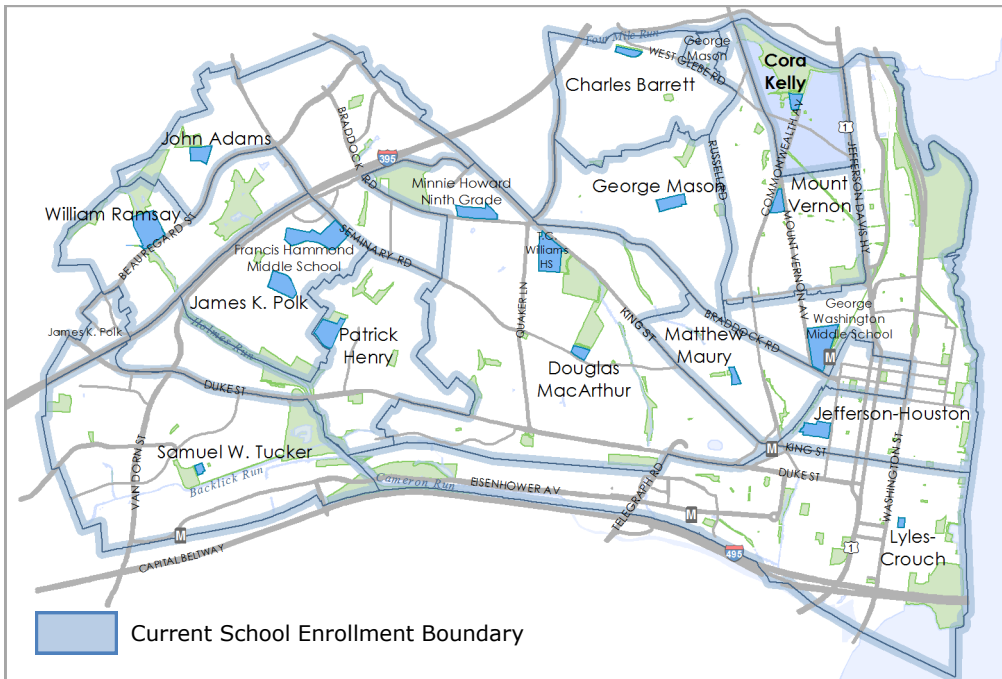 Four Mile Run
George
Mason
WEST GLEBE RD
Cora
Kelly
Charles Barrett
John Adams
BRADDOCK RD
395
1
JEFFERSON DAVIS HY
COMMONWEALTH AV
RUSSELL RD
Minnie Howard
Ninth Grade
George Mason
Mount
Vernon
William Ramsay
BEAUREGARD ST
SEMINARY RD
Francis Hammond
Middle School
T.C.
Williams
HS
MOUNT VERNON AV
James K. Polk
QUAKER LN
KING ST
BRADDOCK RD
George
Washington
Middle School
James K. Polk
Holmes Run
Patrick
Henry
Matthew
Maury
M
Douglas
MacArthur
DUKE ST
Jefferson-Houston
Samuel W. Tucker
VAN DORN ST
Backlick Run
Cameron Run
EISENHOWER AV
TELEGRAPH RD
M
KING ST
DUKE ST
WASHINGTON ST
M
M
CAPITAL BELTWAY
495
1
Lyles-
Crouch
Current School Enrollment Boundary